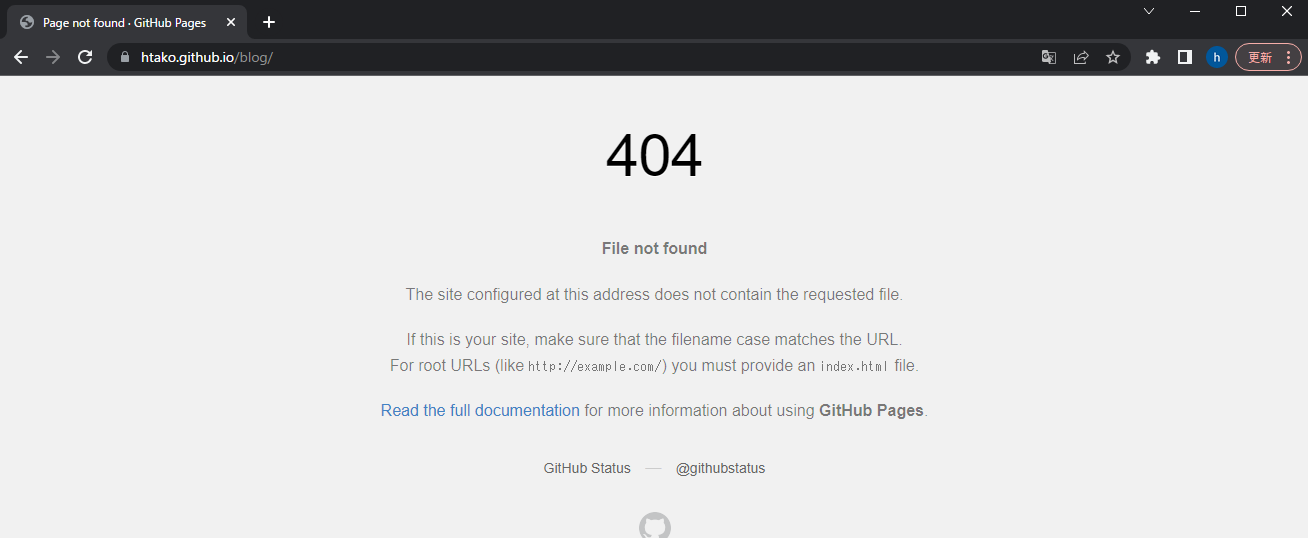 Page not found · GitHub Pages
htako.github.io/blog/
h
更新
404
File not found
The site configured at this address does not contain the requested file.
If this is your site, make sure that the filename case matches the URL.
For root URLs (like http://example.com/) you must provide an index.html file.
Read the full documentation for more information about using GitHub Pages.
GitHub Status — @githubstatus